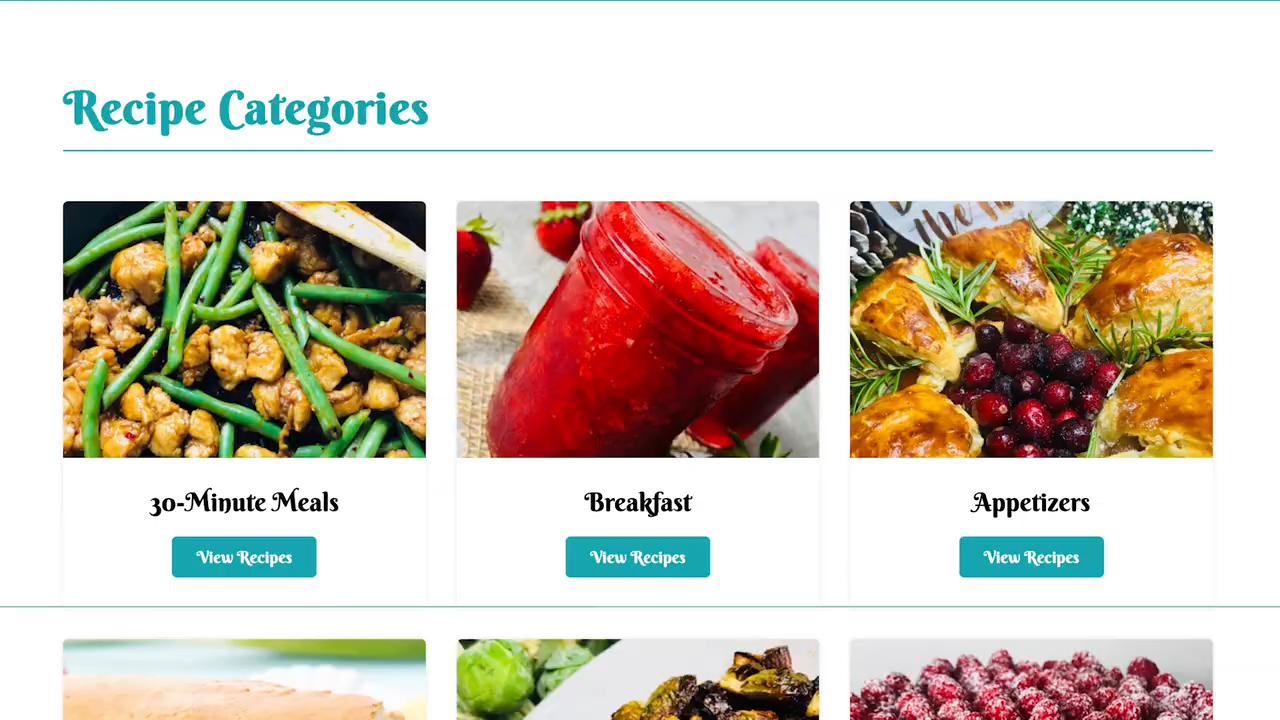 Recipe Categories
30-Minute Meals
Breakfast
Appetizers
View Recipes
View Recipes
View Recipes